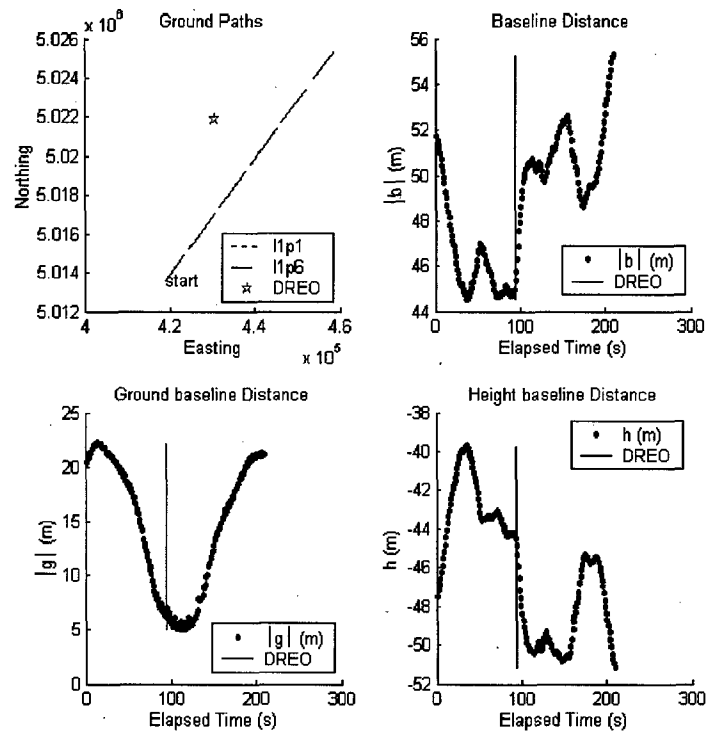 Ground Paths
x 10⁶
5.026
5.024
5.022
5.02
5.018
5.016
5.014
5.012
Northing
start
l1p1
l1p6
DREO
4
4.2
4.4
4.6
Easting
x 10⁵
Baseline Distance
56
54
52
50
48
46
44
|b| (m)
|b| (m)
DREO
0
100
200
300
Elapsed Time (s)
Ground baseline Distance
25
20
15
10
5
0
|g| (m)
|g| (m)
DREO
0
100
200
300
Elapsed Time (s)
Height baseline Distance
-38
-40
-42
-44
-46
-48
-50
-52
h (m)
h (m)
DREO
0
100
200
300
Elapsed Time (s)